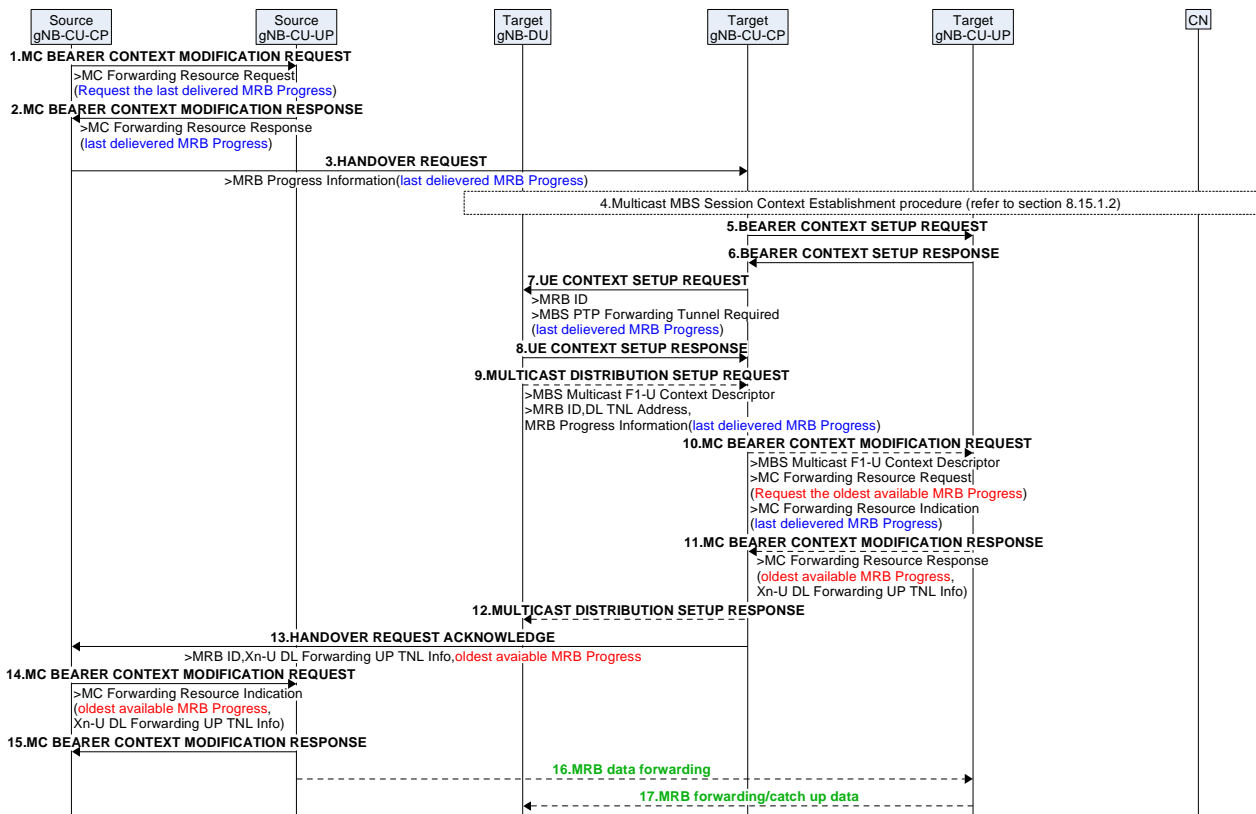 Source
gNB-CU-CP
Source
gNB-CU-UP
Target
gNB-DU
Target
gNB-CU-CP
Target
gNB-CU-UP
CN
1.MC BEARER CONTEXT MODIFICATION REQUEST
>MC Forwarding Resource Request
(Request the last delivered MRB Progress)
2.MC BEARER CONTEXT MODIFICATION RESPONSE
>MC Forwarding Resource Response
(last delievered MRB Progress)
3.HANDOVER REQUEST
>MRB Progress Information(last delievered MRB Progress)
4.Multicast MBS Session Context Establishment procedure (refer to section 8.15.1.2)
5.BEARER CONTEXT SETUP REQUEST
6.BEARER CONTEXT SETUP RESPONSE
7.UE CONTEXT SETUP REQUEST
>MRB ID
>MBS PTP Forwarding Tunnel Required
(last delievered MRB Progress)
8.UE CONTEXT SETUP RESPONSE
9.MULTICAST DISTRIBUTION SETUP REQUEST
>MBS Multicast F1-U Context Descriptor
>MRB ID,DL TNL Address,
MRB Progress Information(last delievered MRB Progress)
10.MC BEARER CONTEXT MODIFICATION REQUEST
>MBS Multicast F1-U Context Descriptor
>MC Forwarding Resource Request
(Request the oldest available MRB Progress)
>MC Forwarding Resource Indication
(last delievered MRB Progress)
11.MC BEARER CONTEXT MODIFICATION RESPONSE
>MC Forwarding Resource Response
(oldest available MRB Progress,
Xn-U DL Forwarding UP TNL Info)
12.MULTICAST DISTRIBUTION SETUP RESPONSE
13.HANDOVER REQUEST ACKNOWLEDGE
>MRB ID,Xn-U DL Forwarding UP TNL Info,oldest avaiable MRB Progress
14.MC BEARER CONTEXT MODIFICATION REQUEST
>MC Forwarding Resource Indication
(oldest available MRB Progress,
Xn-U DL Forwarding UP TNL Info)
15.MC BEARER CONTEXT MODIFICATION RESPONSE
16.MRB data forwarding
17.MRB forwarding/catch up data